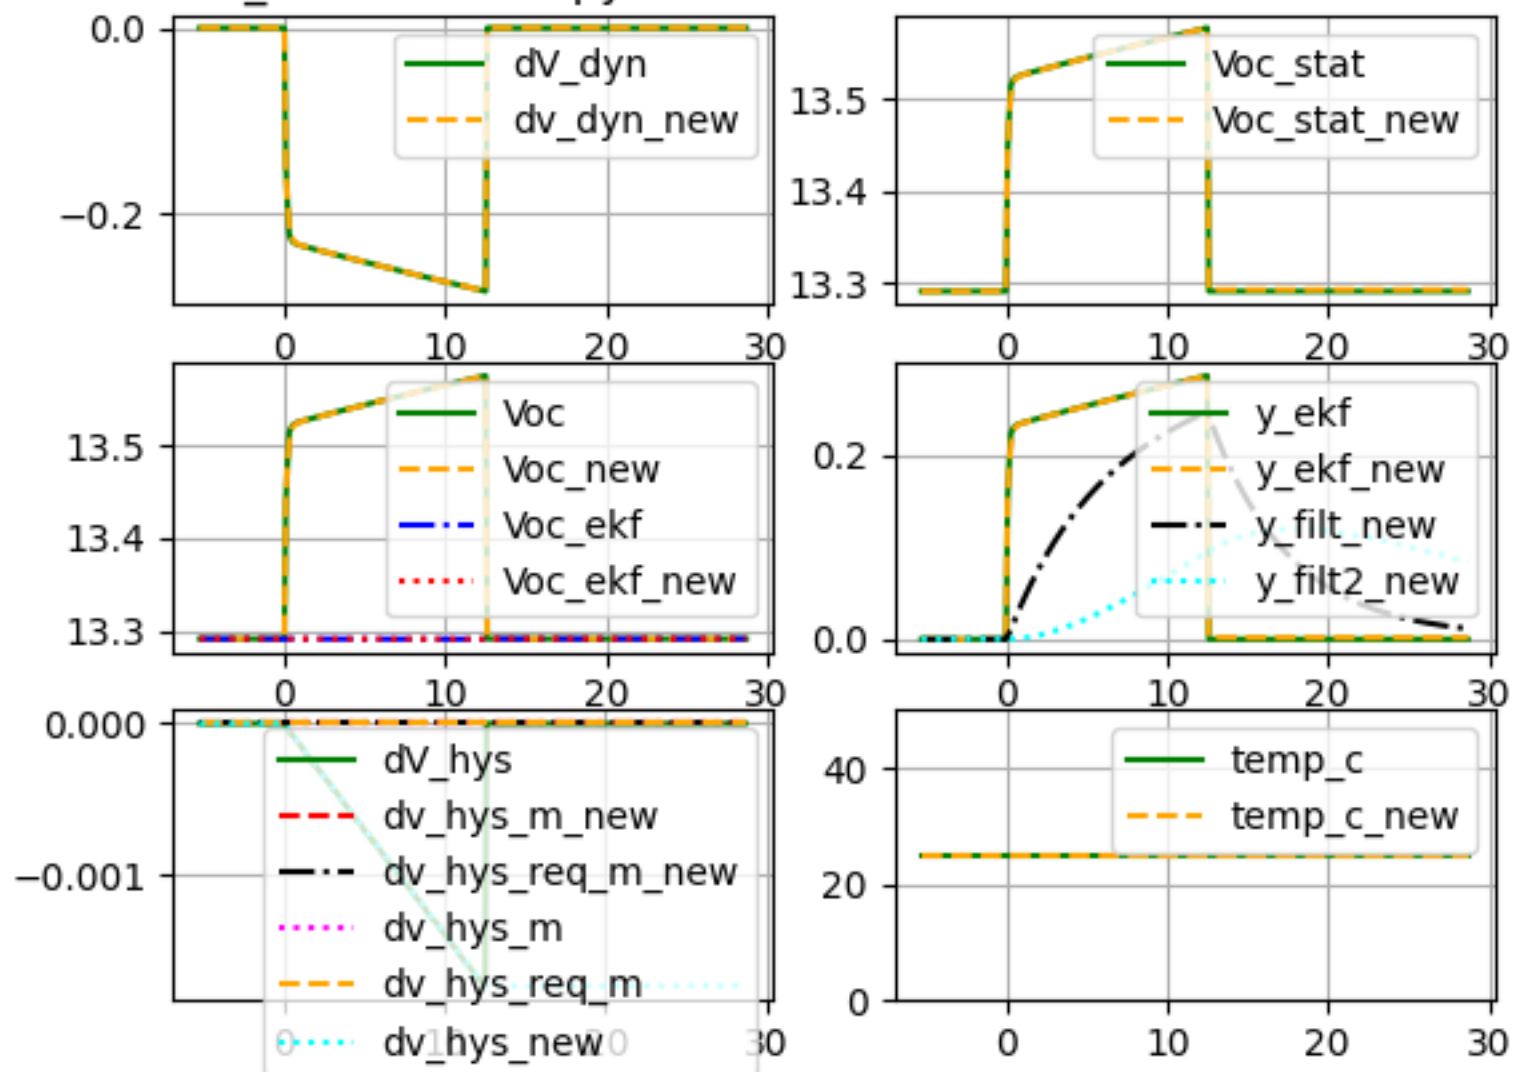 0.0
−0.2
dV_dyn
dv_dyn_new
0 10 20 30
13.5
13.4
13.3
Voc_stat
Voc_stat_new
0 10 20 30
13.5
13.4
13.3
Voc
Voc_new
Voc_ekf
Voc_ekf_new
0 10 20 30
0.2
0.0
y_ekf
y_ekf_new
y_filt_new
y_filt2_new
0 10 20 30
0.000
−0.001
dV_hys
dv_hys_m_new
dv_hys_req_m_new
dv_hys_m
dv_hys_req_m
dv_hys_new
0 10 20 30
40
20
0
temp_c
temp_c_new
0 10 20 30